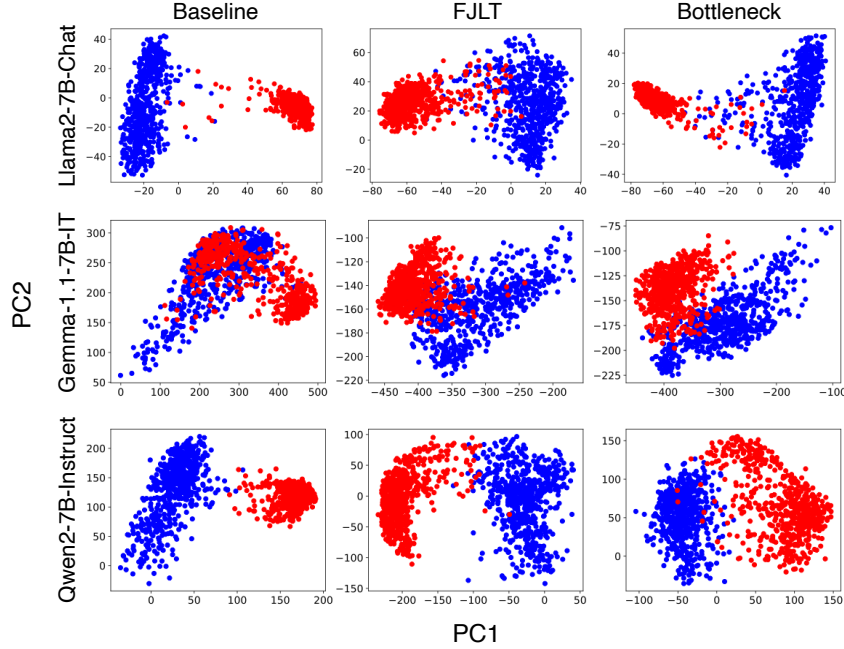 Baseline FJLT Bottleneck
Llama2-7B-Chat
40 20 0 −20 −40
−20 0 20 40 60 80
60 40 20 0 −20
−80 −60 −40 −20 0 20 40
40 20 0 −20 −40
−80 −60 −40 −20 0 20 40
PC2
Gemma-1.1-7B-IT
300 250 200 150 100 50
0 100 200 300 400 500
−100 −120 −140 −160 −180 −200 −220
−450 −400 −350 −300 −250 −200
−75 −100 −125 −150 −175 −200 −225
−400 −300 −200 −100
Qwen2-7B-Instruct
200 150 100 50 0
0 50 100 150 200
100 50 0 −50 −100 −150
−200 −150 −100 −50 0 50
150 100 50 0
−100 −50 0 50 100 150
PC1